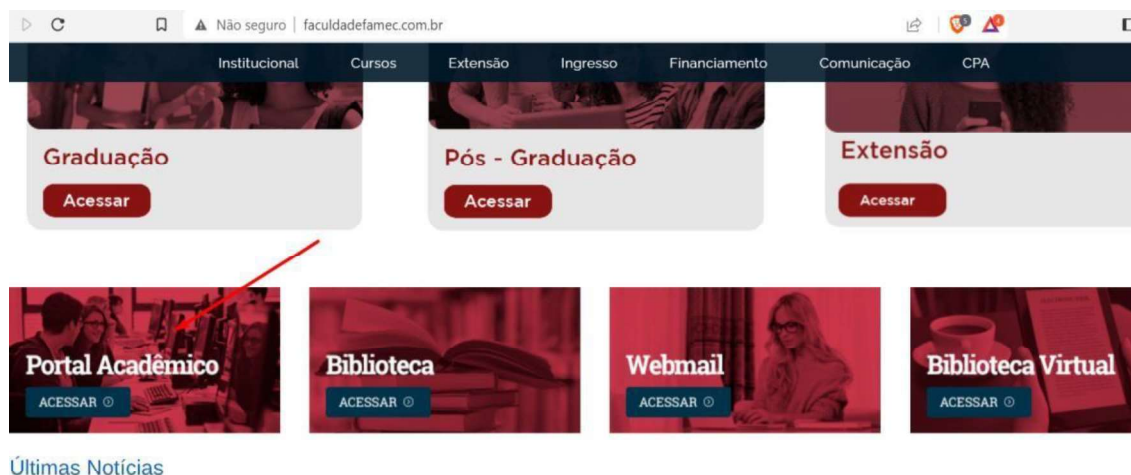 Não seguro faculdadefamec.com.br
Institucional Cursos Extensão Ingresso Financiamento Comunicação CPA
Graduação
Acessar
Pós - Graduação
Acessar
Extensão
Acessar
Portal Acadêmico
ACESSAR
Biblioteca
ACESSAR
Webmail
ACESSAR
Biblioteca Virtual
ACESSAR
Últimas Notícias